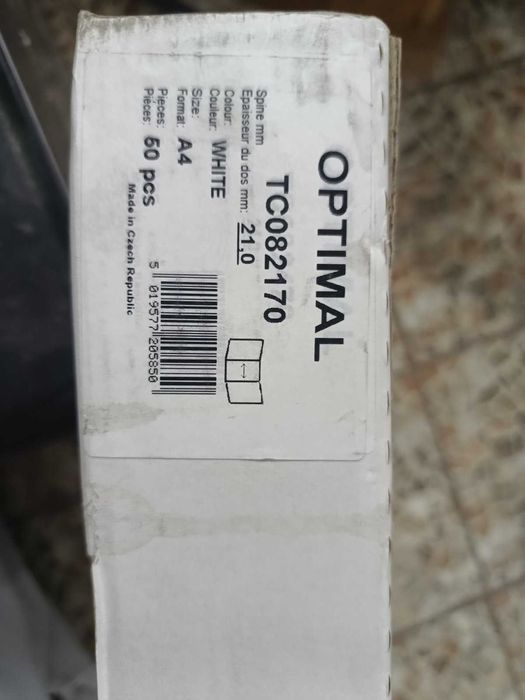 OPTIMAL
TC082170
Spine mm
Epaisseur du dos mm: 21,0
Colour:
Couleur: WHITE
Size:
Format: A4
Pieces:
Pièces: 50 pcs
Made in Czech Republic
5 019577 205850